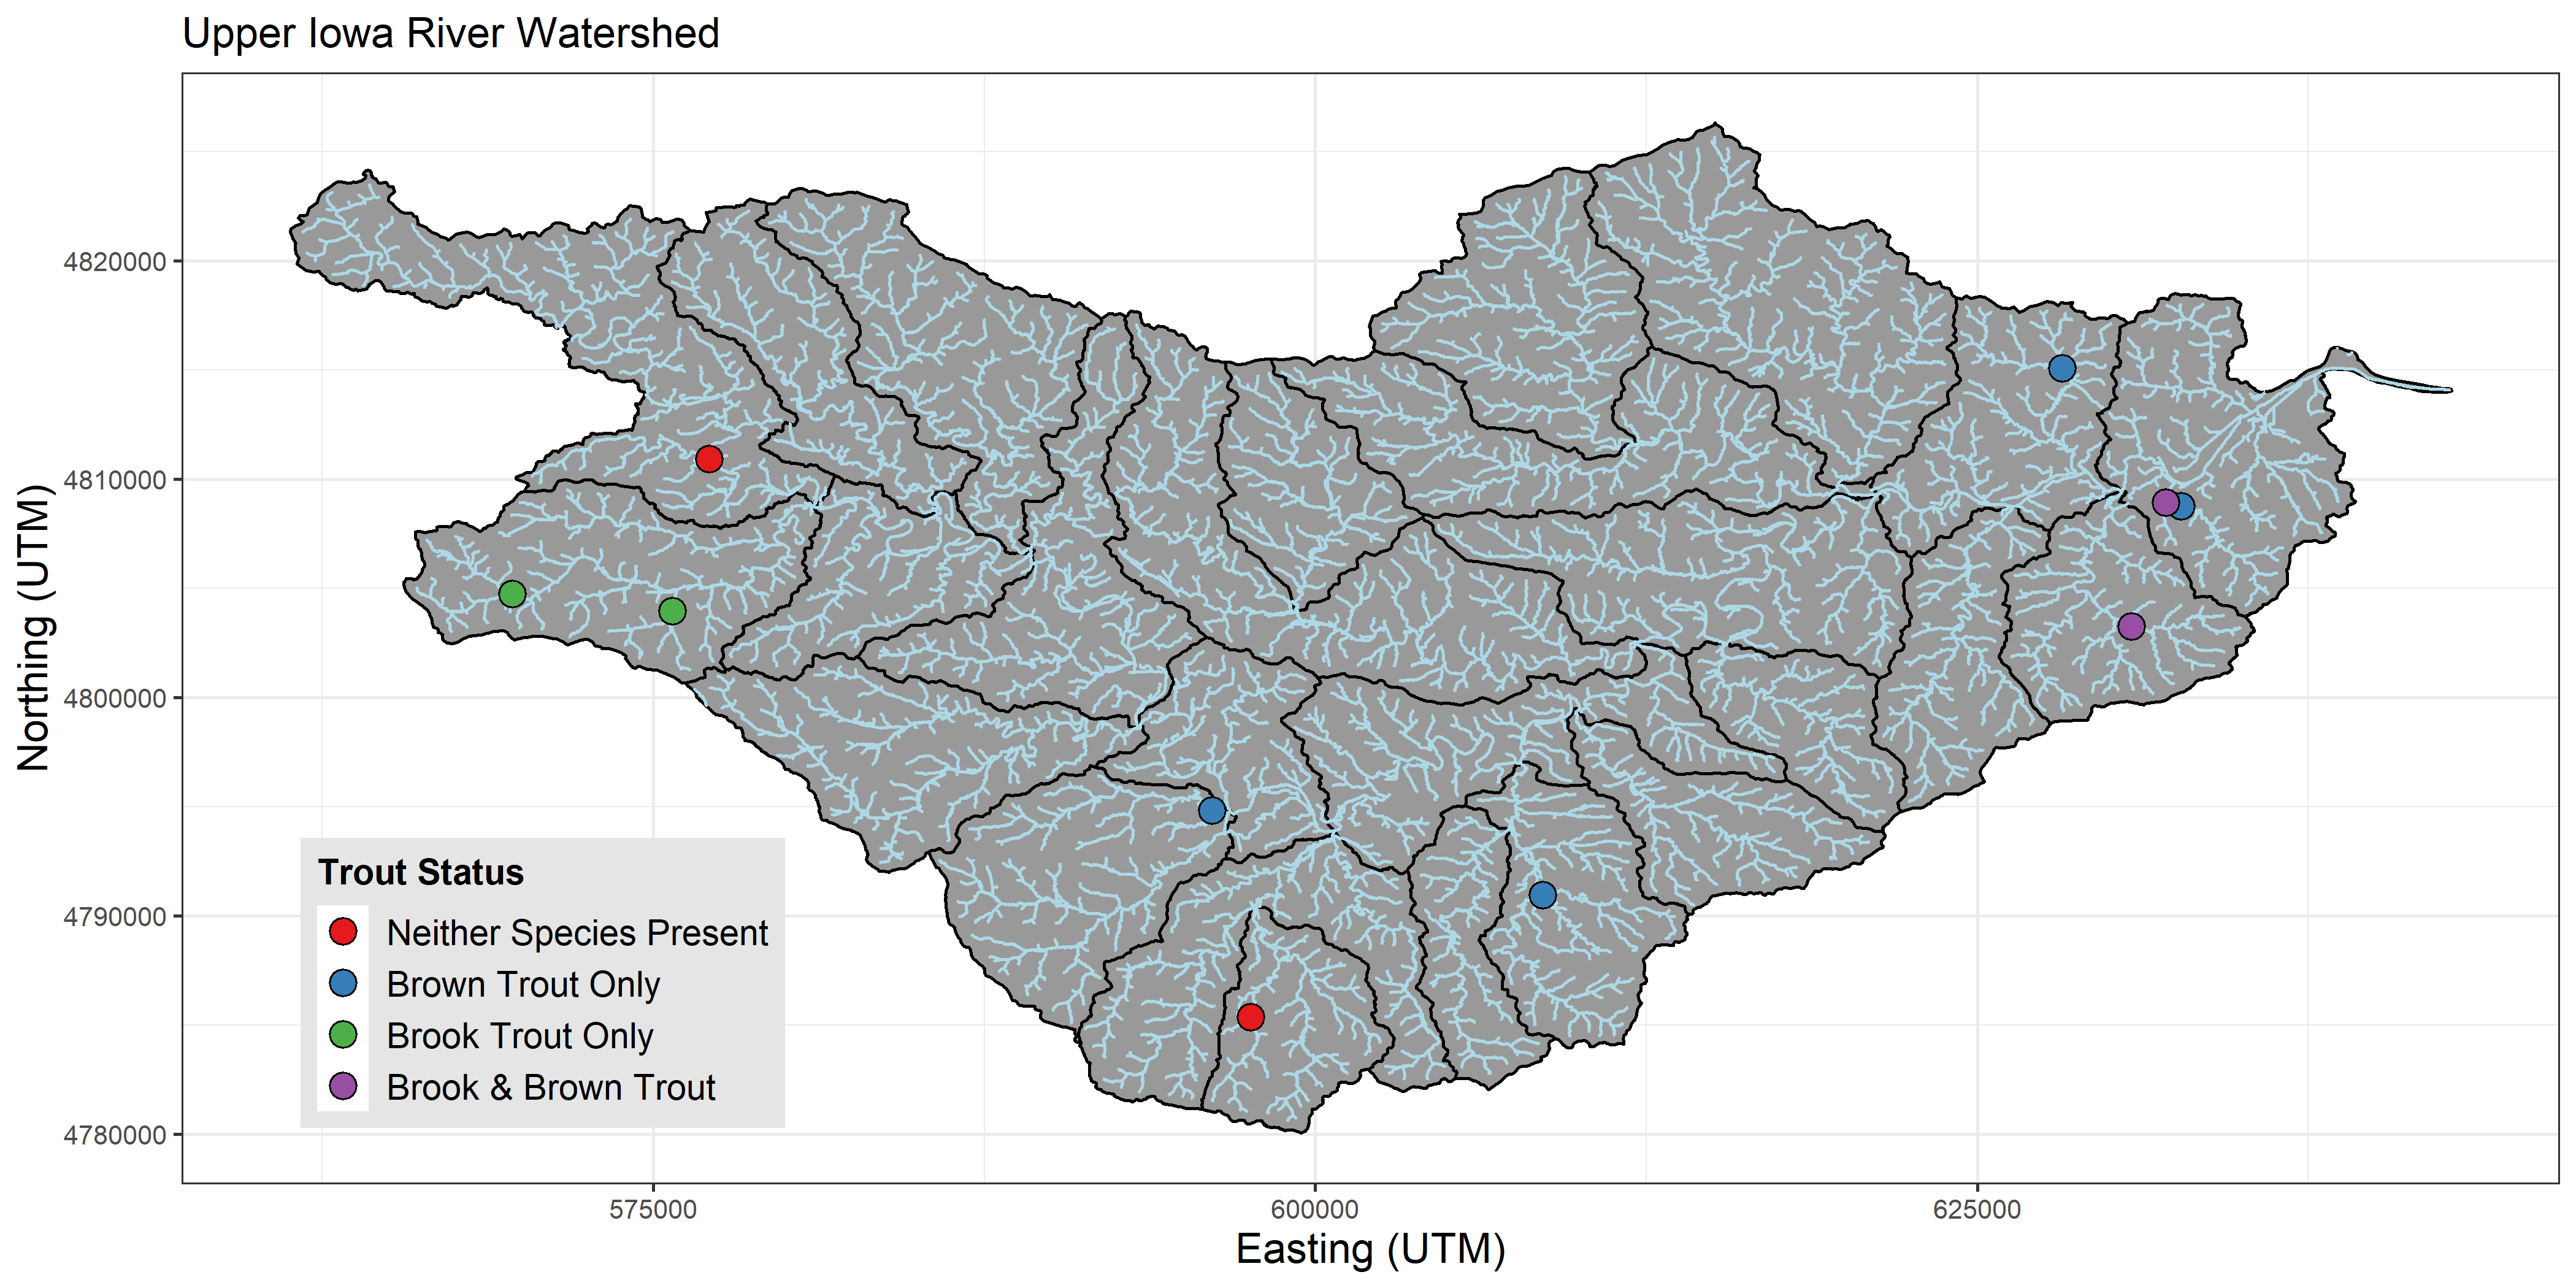 Upper Iowa River Watershed
4820000
4810000
4800000
4790000
4780000
Northing (UTM)
Trout Status
Neither Species Present
Brown Trout Only
Brook Trout Only
Brook & Brown Trout
575000
600000
625000
Easting (UTM)